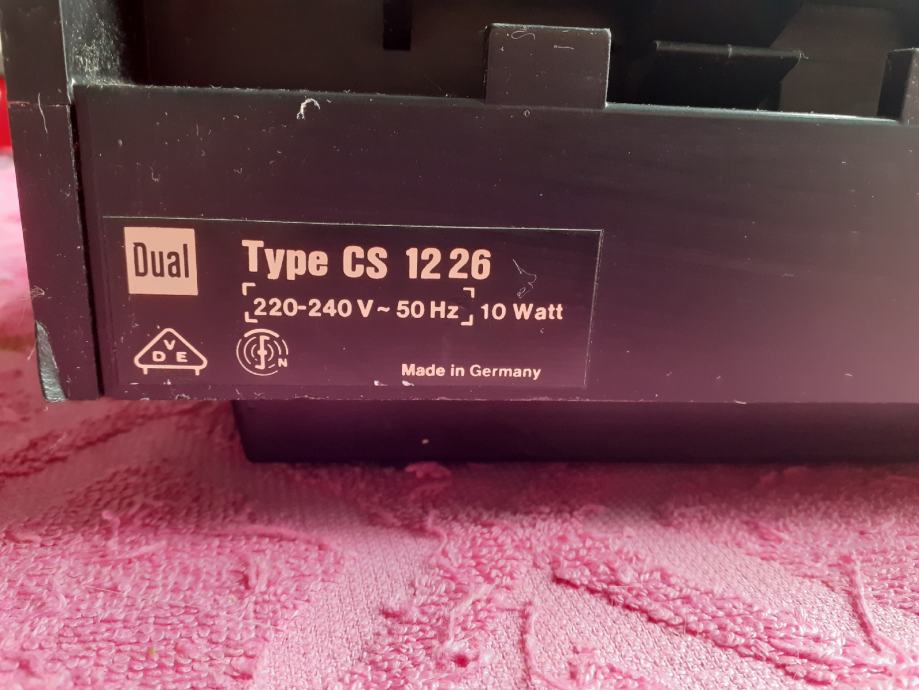 Dual
Type CS 1226
220-240 V ~ 50 Hz 10 Watt
VDE
N
Made in Germany